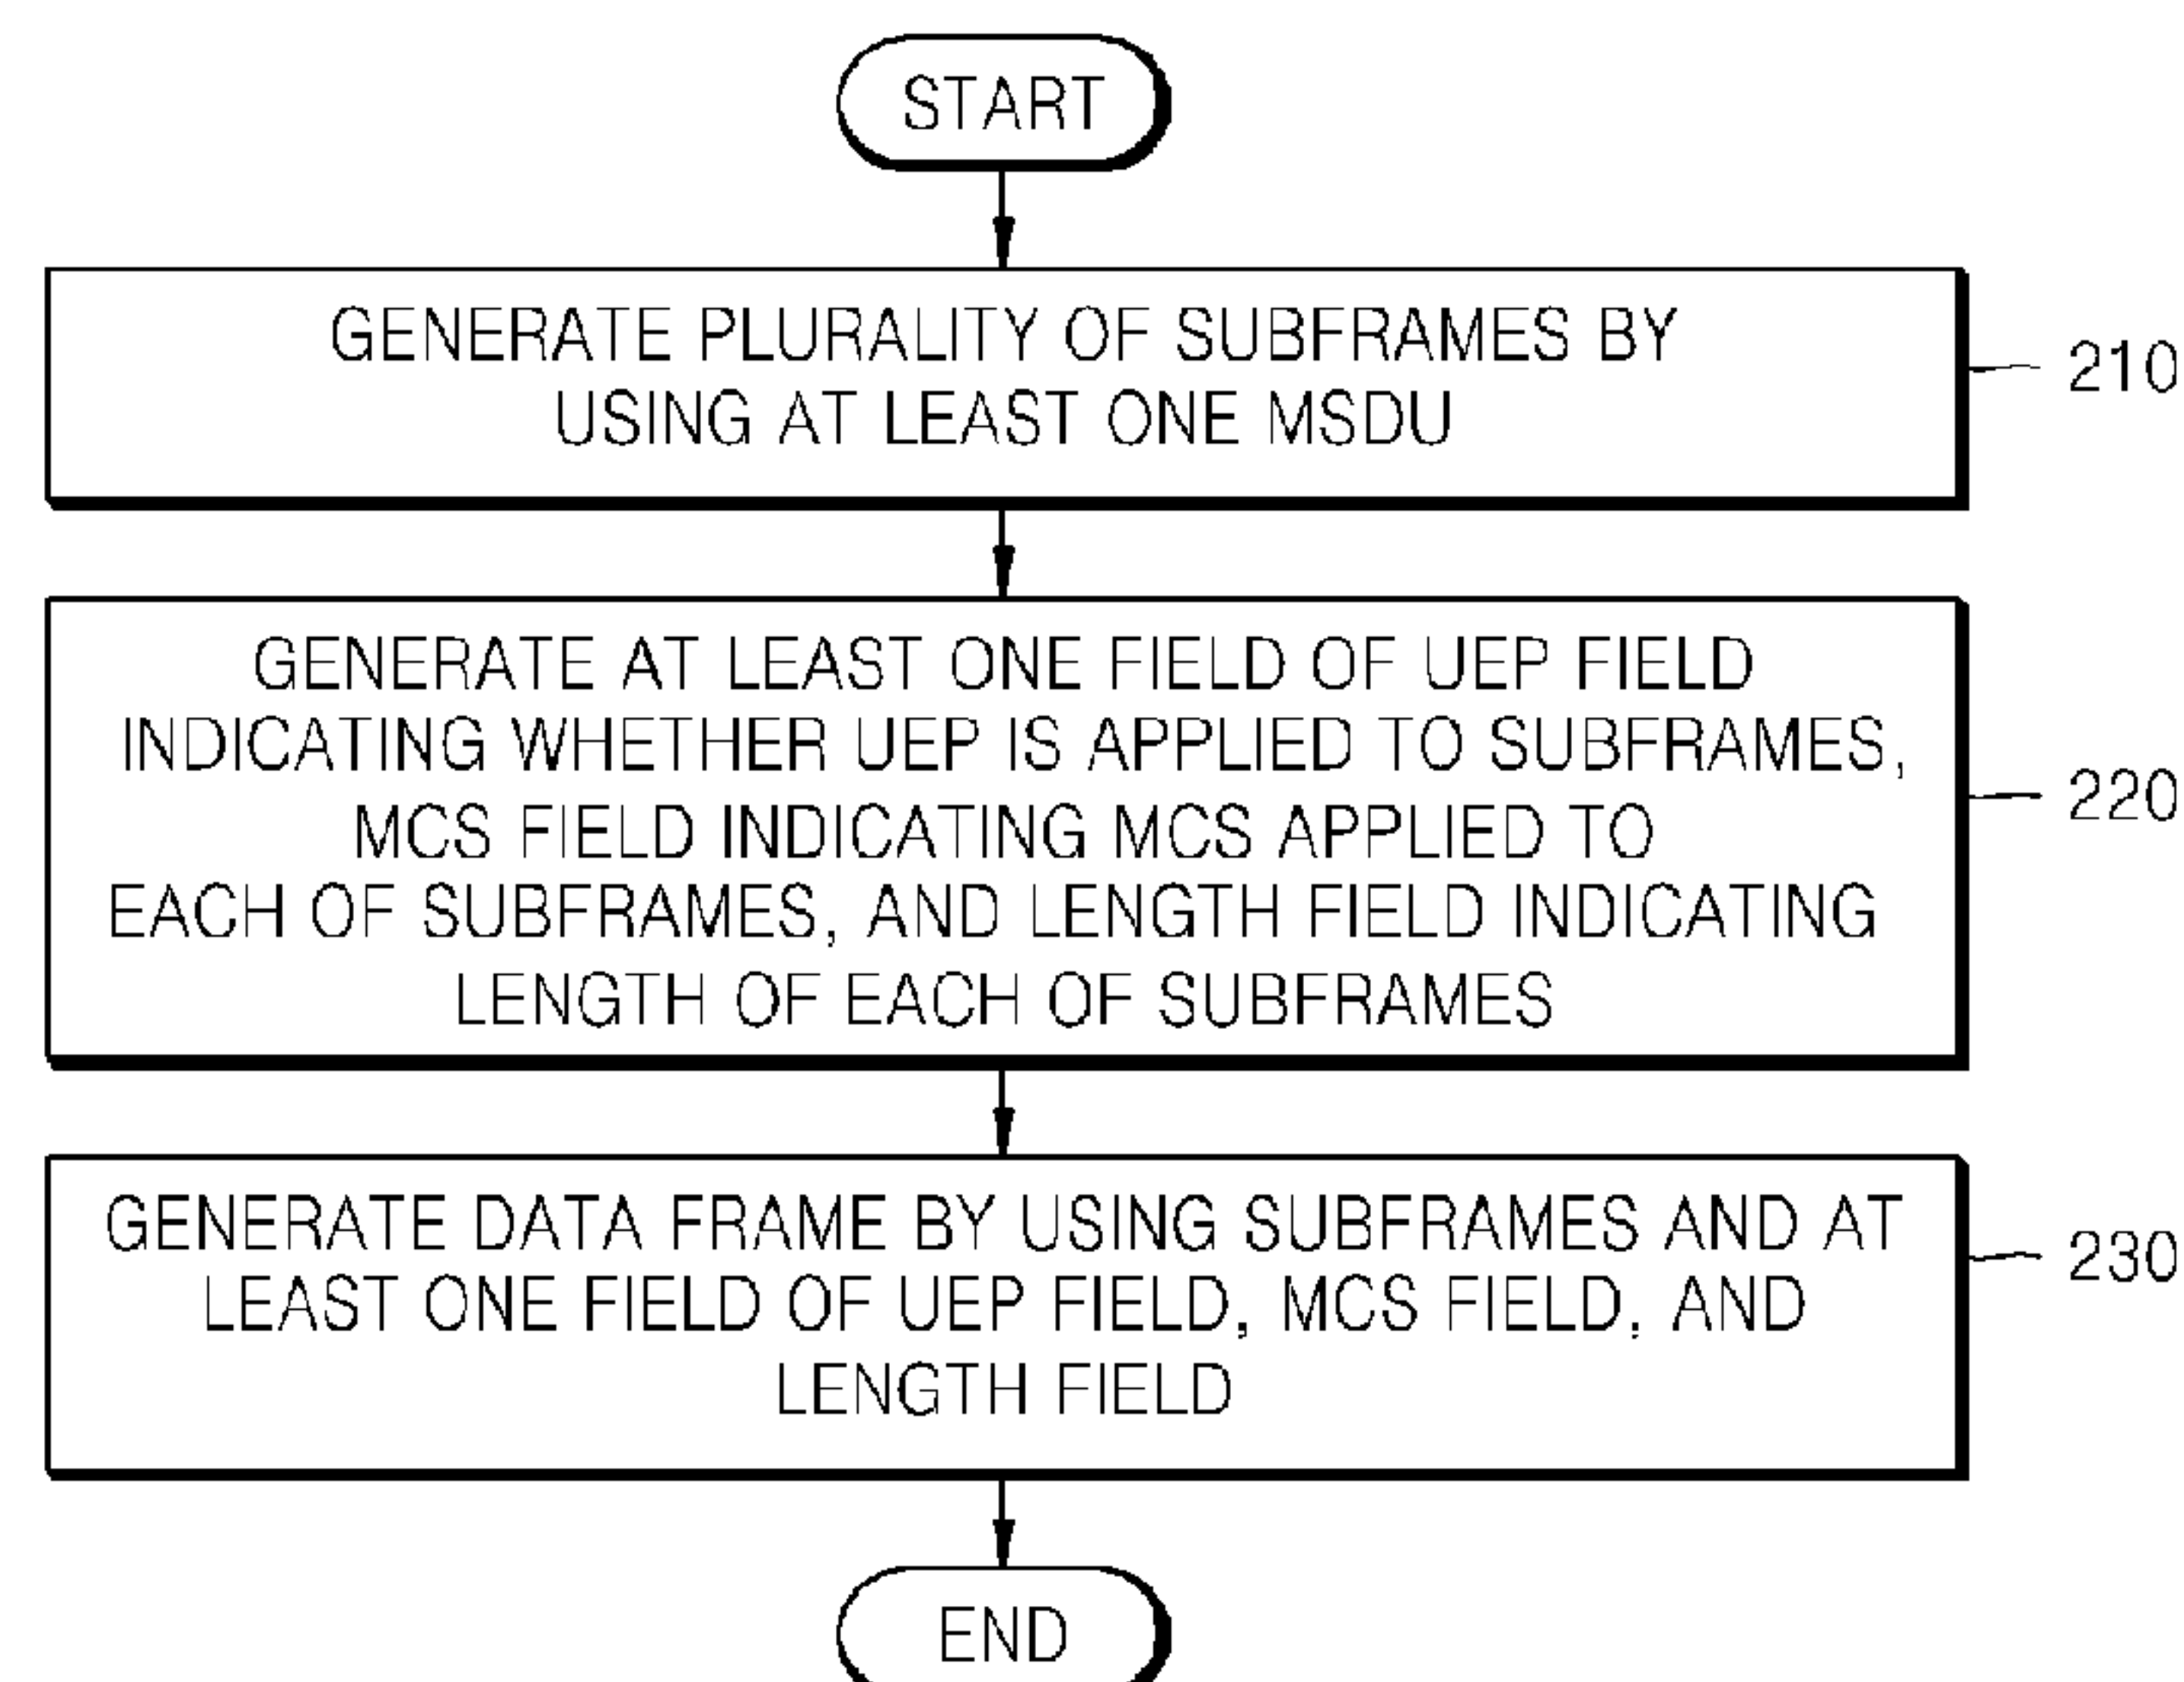 START
GENERATE PLURALITY OF SUBFRAMES BY
USING AT LEAST ONE MSDU
210
GENERATE AT LEAST ONE FIELD OF UEP FIELD
INDICATING WHETHER UEP IS APPLIED TO SUBFRAMES,
MCS FIELD INDICATING MCS APPLIED TO
EACH OF SUBFRAMES, AND LENGTH FIELD INDICATING
LENGTH OF EACH OF SUBFRAMES
220
GENERATE DATA FRAME BY USING SUBFRAMES AND AT
LEAST ONE FIELD OF UEP FIELD, MCS FIELD, AND
LENGTH FIELD
230
END